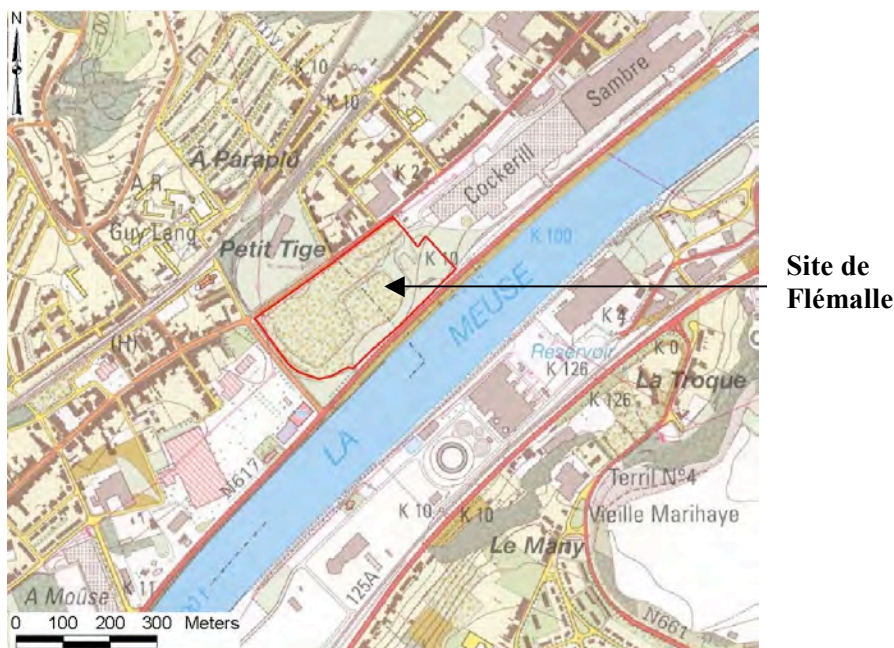 N
K 10
Sambre
K 10
Cockerill
À Paraplû
K 2
A.R.
Guy Lang
Petit Tige
K 10
K 100
Site de
Flémalle
MEUSE
K 4
(H)
Reservoir
K 0
K 126
La Troque
K 126
LA
N617
Terril N°4
Vieille Marihaye
K 10
K 10
Le Many
K 11
125A
A Moûse
N661
0 100 200 300 Meters